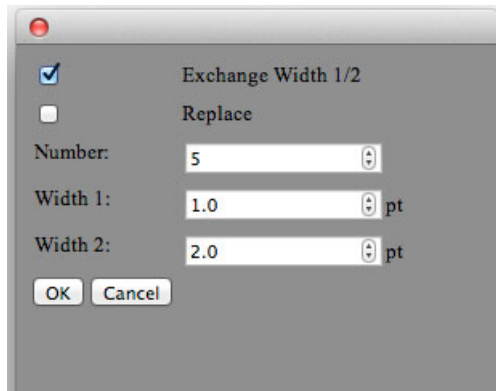 Exchange Width 1/2
Replace
Number: 5
Width 1: 1.0 pt
Width 2: 2.0 pt
OK Cancel